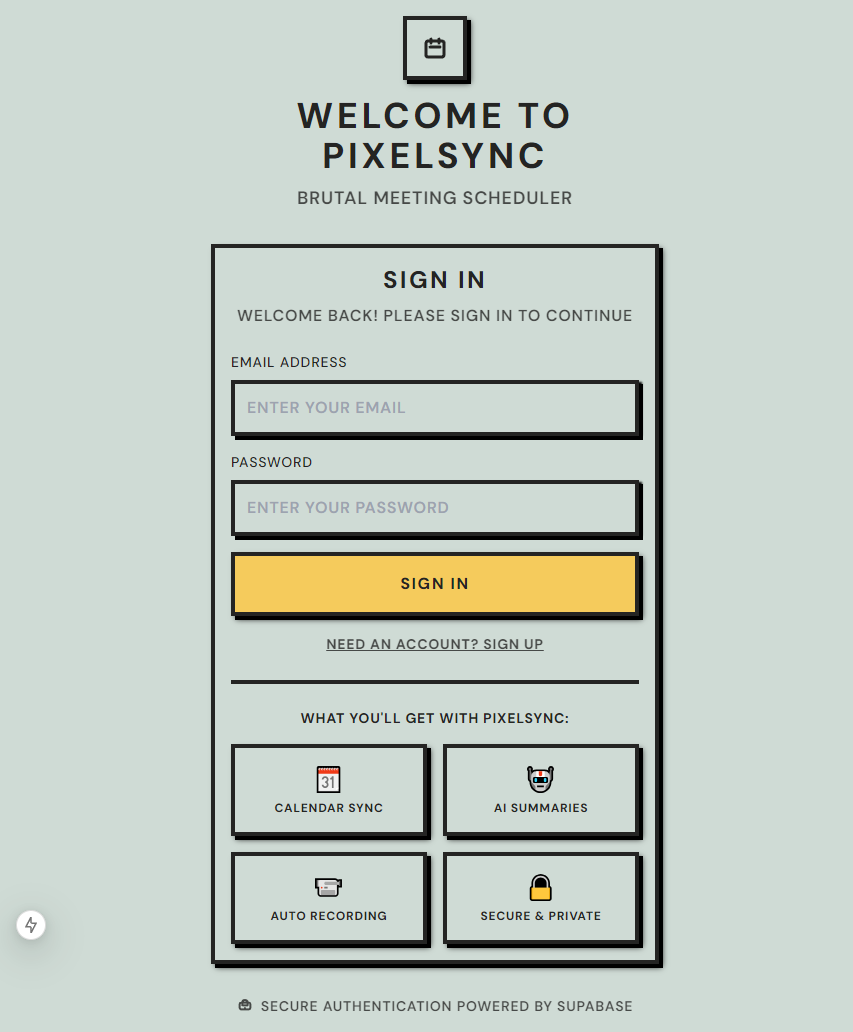 WELCOME TO
PIXELSYNC
BRUTAL MEETING SCHEDULER
SIGN IN
WELCOME BACK! PLEASE SIGN IN TO CONTINUE
EMAIL ADDRESS
ENTER YOUR EMAIL
PASSWORD
ENTER YOUR PASSWORD
SIGN IN
NEED AN ACCOUNT? SIGN UP
WHAT YOU'LL GET WITH PIXELSYNC:
31
CALENDAR SYNC
AI SUMMARIES
AUTO RECORDING
SECURE & PRIVATE
SECURE AUTHENTICATION POWERED BY SUPABASE